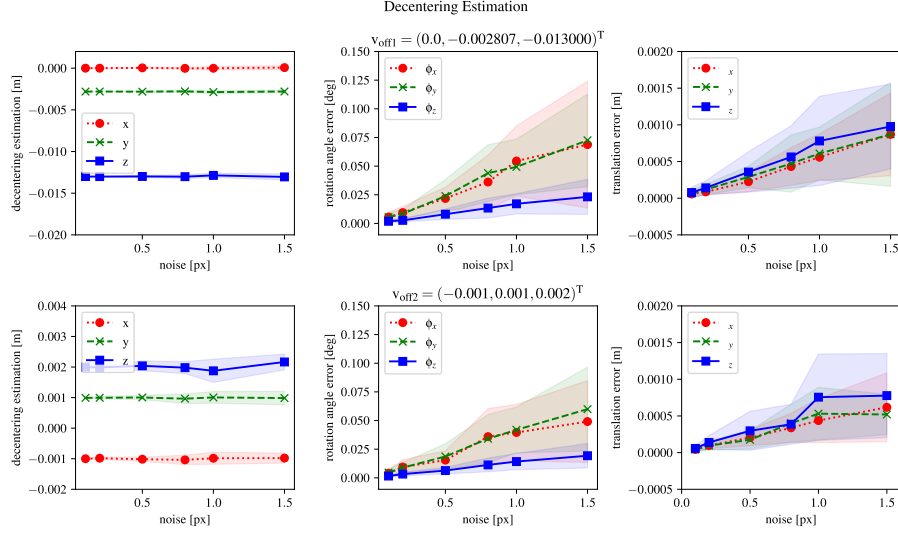 Decentering Estimation
v_off1 = (0.0, −0.002807, −0.013000)^T
decentering estimation [m]
0.000
−0.005
−0.010
−0.015
−0.020
x
y
z
0.5
1.0
1.5
noise [px]
rotation angle error [deg]
0.150
0.125
0.100
0.075
0.050
0.025
0.000
ϕx
ϕy
ϕz
0.5
1.0
1.5
noise [px]
translation error [m]
0.0020
0.0015
0.0010
0.0005
0.0000
−0.0005
x
y
z
0.5
1.0
1.5
noise [px]
v_off2 = (−0.001, 0.001, 0.002)^T
decentering estimation [m]
0.004
0.003
0.002
0.001
0.000
−0.001
−0.002
x
y
z
0.5
1.0
1.5
noise [px]
rotation angle error [deg]
0.150
0.125
0.100
0.075
0.050
0.025
0.000
ϕx
ϕy
ϕz
0.5
1.0
1.5
noise [px]
translation error [m]
0.0020
0.0015
0.0010
0.0005
0.0000
−0.0005
x
y
z
0.0
0.5
1.0
1.5
noise [px]